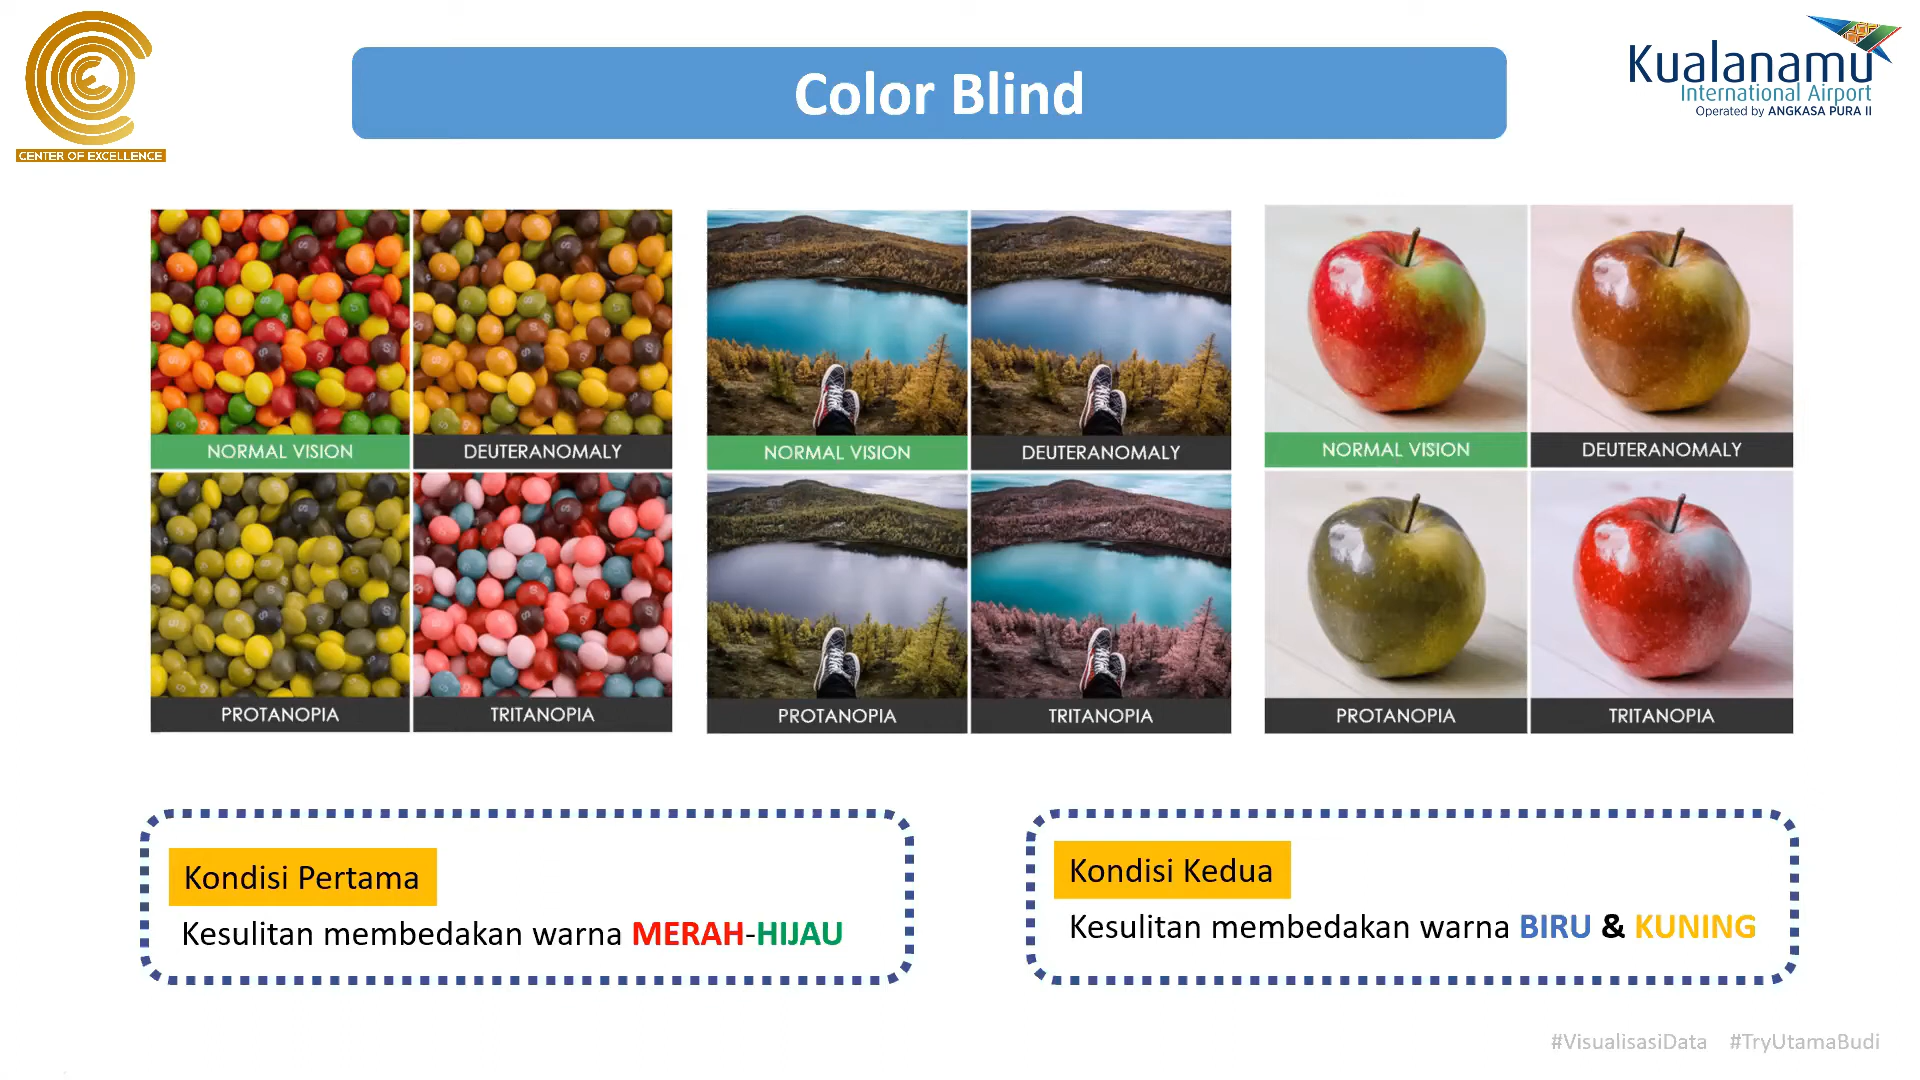 CENTER OF EXCELLENCE
Color Blind
Kualanamu
International Airport
Operated by ANGKASA PURA II
NORMAL VISION
DEUTERANOMALY
PROTANOPIA
TRITANOPIA
NORMAL VISION
DEUTERANOMALY
PROTANOPIA
TRITANOPIA
NORMAL VISION
DEUTERANOMALY
PROTANOPIA
TRITANOPIA
Kondisi Pertama
Kesulitan membedakan warna MERAH-HIJAU
Kondisi Kedua
Kesulitan membedakan warna BIRU & KUNING
#VisualisasiData #TryUtamaBudi